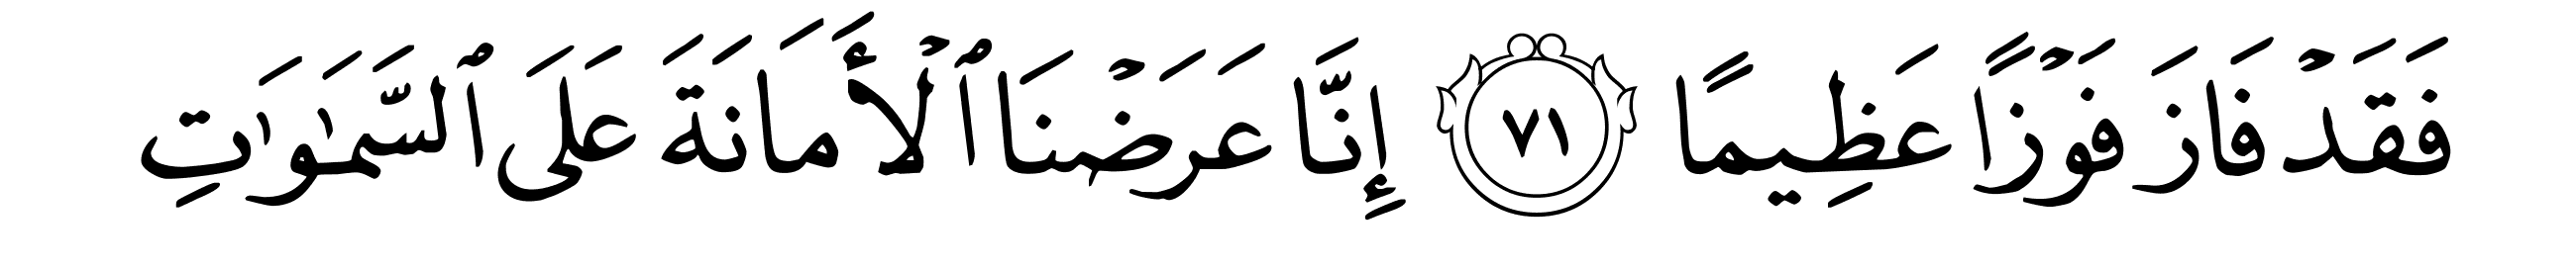 فَقَدْ فَازَ فَوْزًا عَظِيمًا ٧١ إِنَّا عَرَضْنَا ٱلْأَمَانَةَ عَلَى ٱلسَّمَٰوَٰتِ